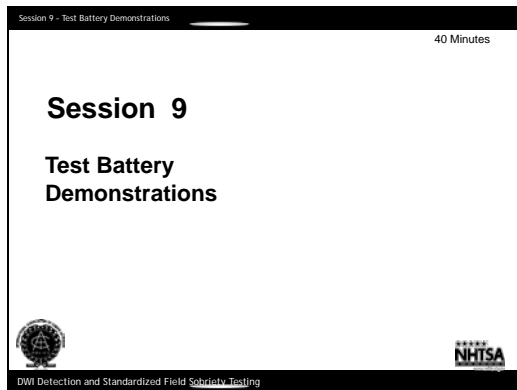 Session 9 - Test Battery Demonstrations
40 Minutes
Session 9
Test Battery
Demonstrations
NHTSA
DWI Detection and Standardized Field Sobriety Testing